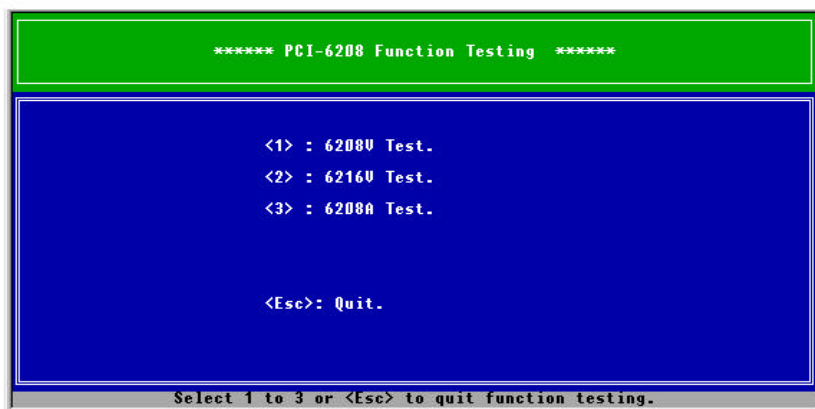 ****** PCI-6208 Function Testing ******
<1> : 6208V Test.
<2> : 6216V Test.
<3> : 6208A Test.
<Esc>: Quit.
Select 1 to 3 or <Esc> to quit function testing.